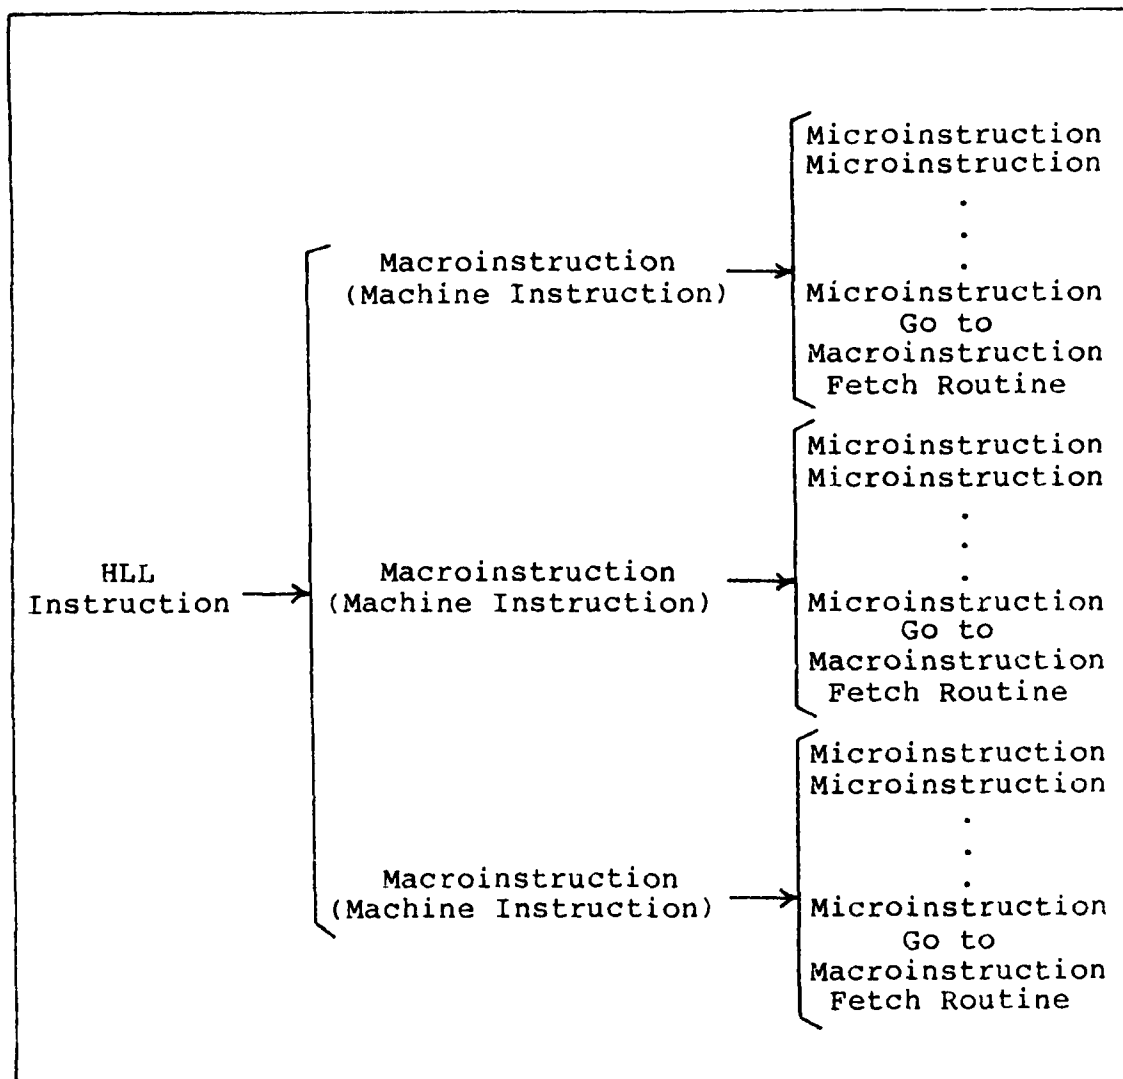 HLL
Instruction
Macroinstruction
(Machine Instruction)
Microinstruction
Microinstruction
.
.
.
Microinstruction
Go to
Macroinstruction
Fetch Routine
Macroinstruction
(Machine Instruction)
Microinstruction
Microinstruction
.
.
.
Microinstruction
Go to
Macroinstruction
Fetch Routine
Macroinstruction
(Machine Instruction)
Microinstruction
Microinstruction
.
.
.
Microinstruction
Go to
Macroinstruction
Fetch Routine